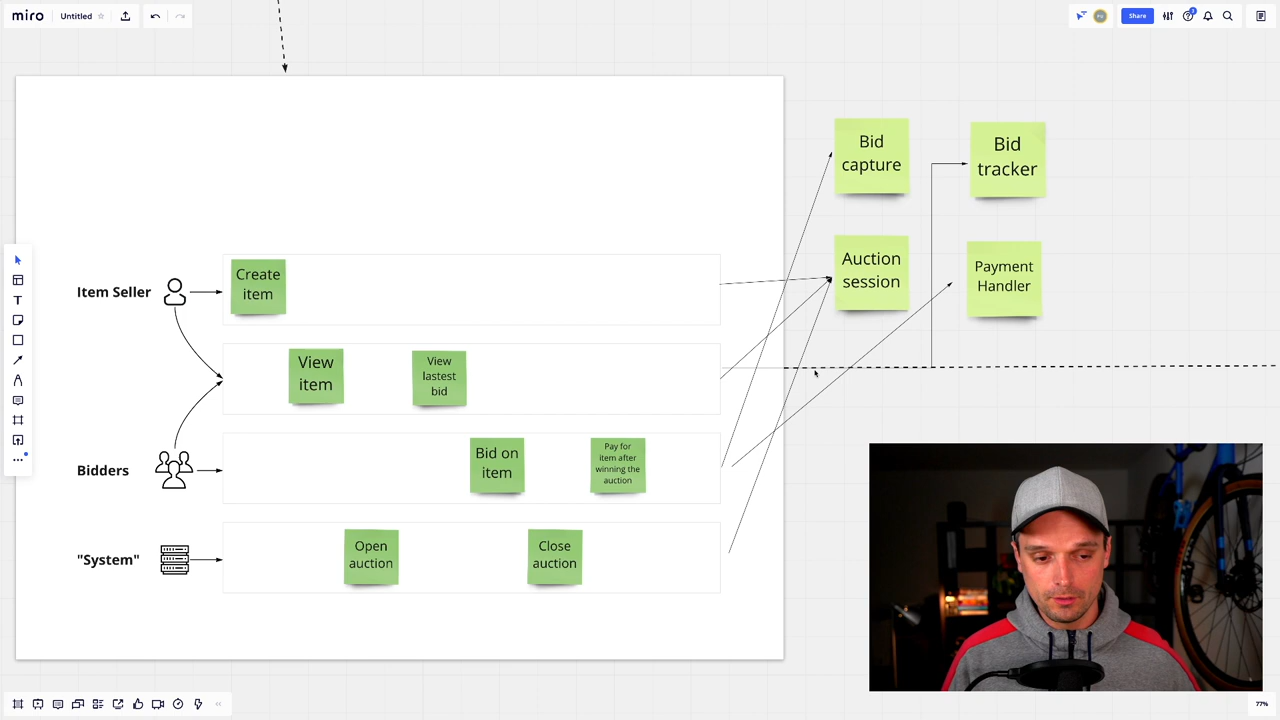 miro
Untitled
Share
3
Bid
capture
Bid
tracker
Auction
session
Payment
Handler
Item Seller
Create
item
View
item
View
lastest
bid
Bidders
Bid on
item
Pay for
item after
winning the
auction
"System"
Open
auction
Close
auction
77%